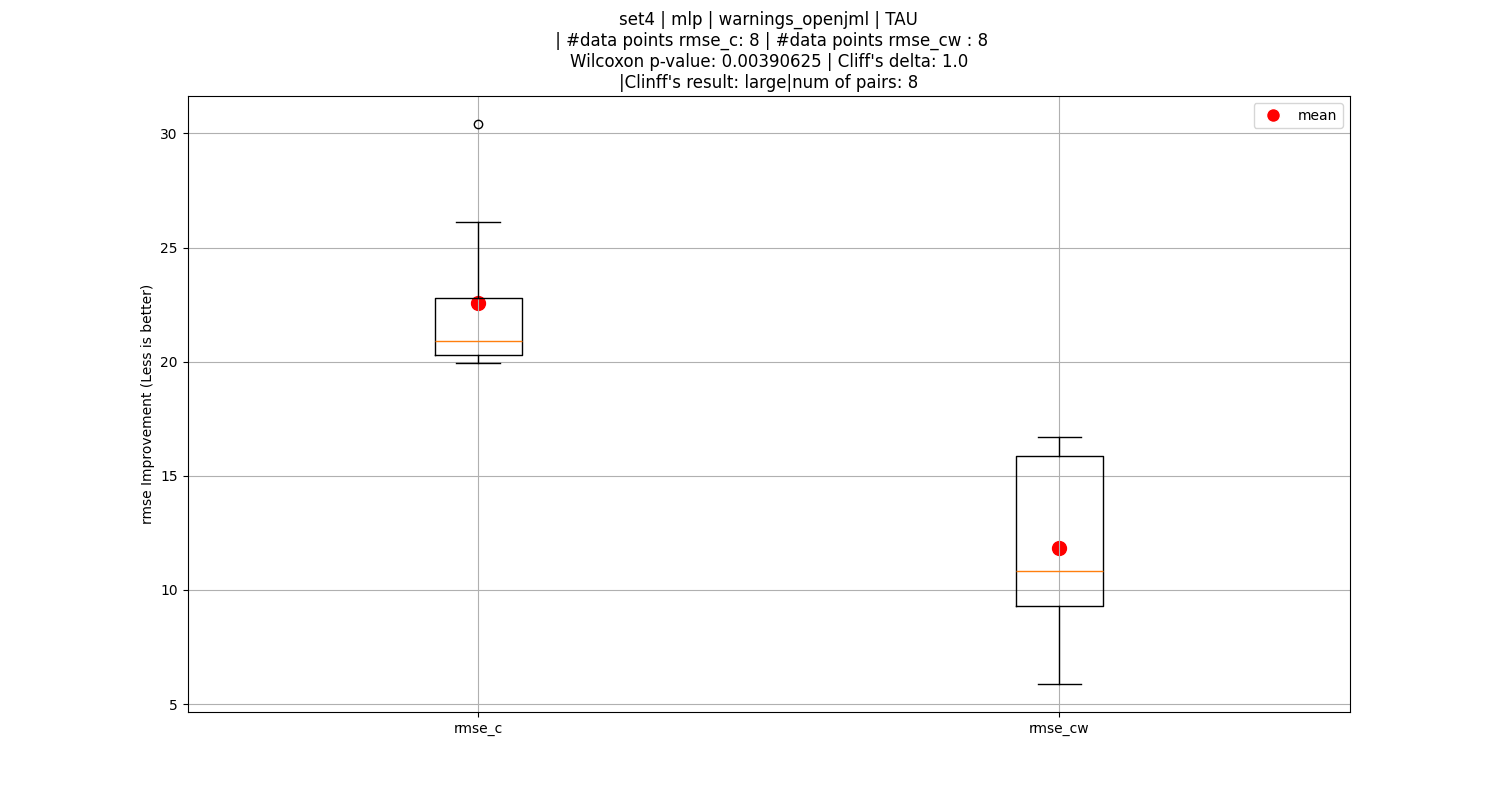 set4 | mlp | warnings_openjml | TAU
| #data points rmse_c: 8 | #data points rmse_cw : 8
Wilcoxon p-value: 0.00390625 | Cliff's delta: 1.0
|Clinff's result: large|num of pairs: 8
mean
30
25
20
15
10
5
rmse Improvement (Less is better)
rmse_c
rmse_cw